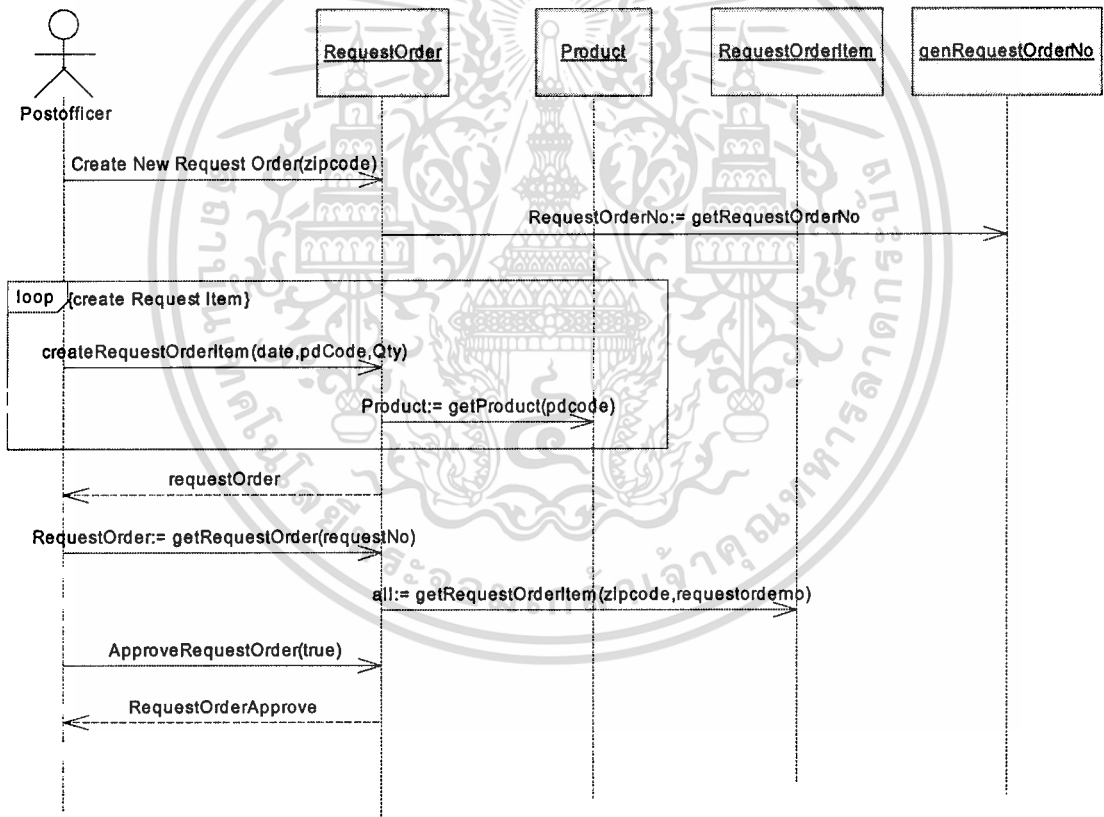 RequestOrder
Product
RequestOrderItem
genRequestOrderNo
Postofficer
Create New Request Order(zipcode)
RequestOrderNo:= getRequestOrderNo
loop {create Request Item}
createRequestOrderItem(date,pdCode,Qty)
Product:= getProduct(pdcode)
requestOrder
RequestOrder:= getRequestOrder(requestNo)
all:= getRequestOrderItem(zipcode,requestorderno)
ApproveRequestOrder(true)
RequestOrderApprove